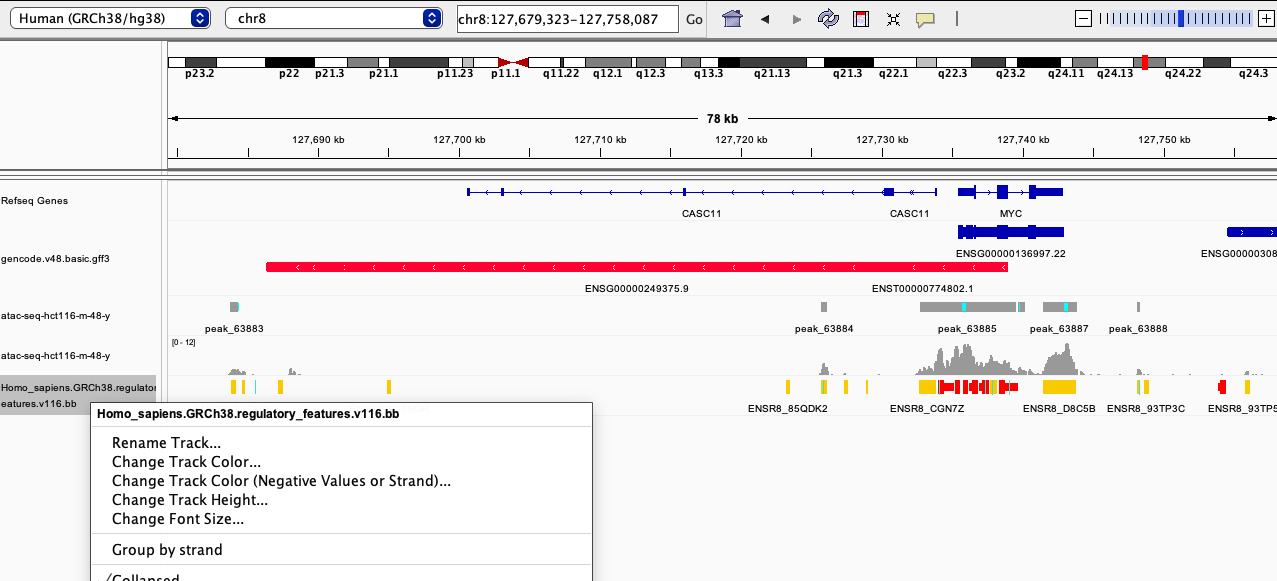 Human (GRCh38/hg38) chr8 chr8:127,679,323-127,758,087 Go
p23.2 p22 p21.3 p21.1 p11.23 p11.1 q11.22 q12.1 q12.3 q13.3 q21.13 q21.3 q22.1 q22.3 q23.2 q24.11 q24.13 q24.22 q24.3
78 kb
127,690 kb 127,700 kb 127,710 kb 127,720 kb 127,730 kb 127,740 kb 127,750 kb
Refseq Genes
CASC11 CASC11 MYC
gencode.v48.basic.gff3
ENSG00000136997.22 ENSG00000308
ENSG00000249375.9 ENST00000774802.1
atac-seq-hct116-m-48-y
peak_63883 peak_63884 peak_63885 peak_63887 peak_63888
atac-seq-hct116-m-48-y
[0 - 12]
Homo_sapiens.GRCh38.regulator
eatures.v116.bb
ENSR8_85QDK2 ENSR8_CGN7Z ENSR8_D8C5B ENSR8_93TP3C ENSR8_93TP5
Homo_sapiens.GRCh38.regulatory_features.v116.bb
Rename Track...
Change Track Color...
Change Track Color (Negative Values or Strand)...
Change Track Height...
Change Font Size...
Group by strand
✓Collapsed